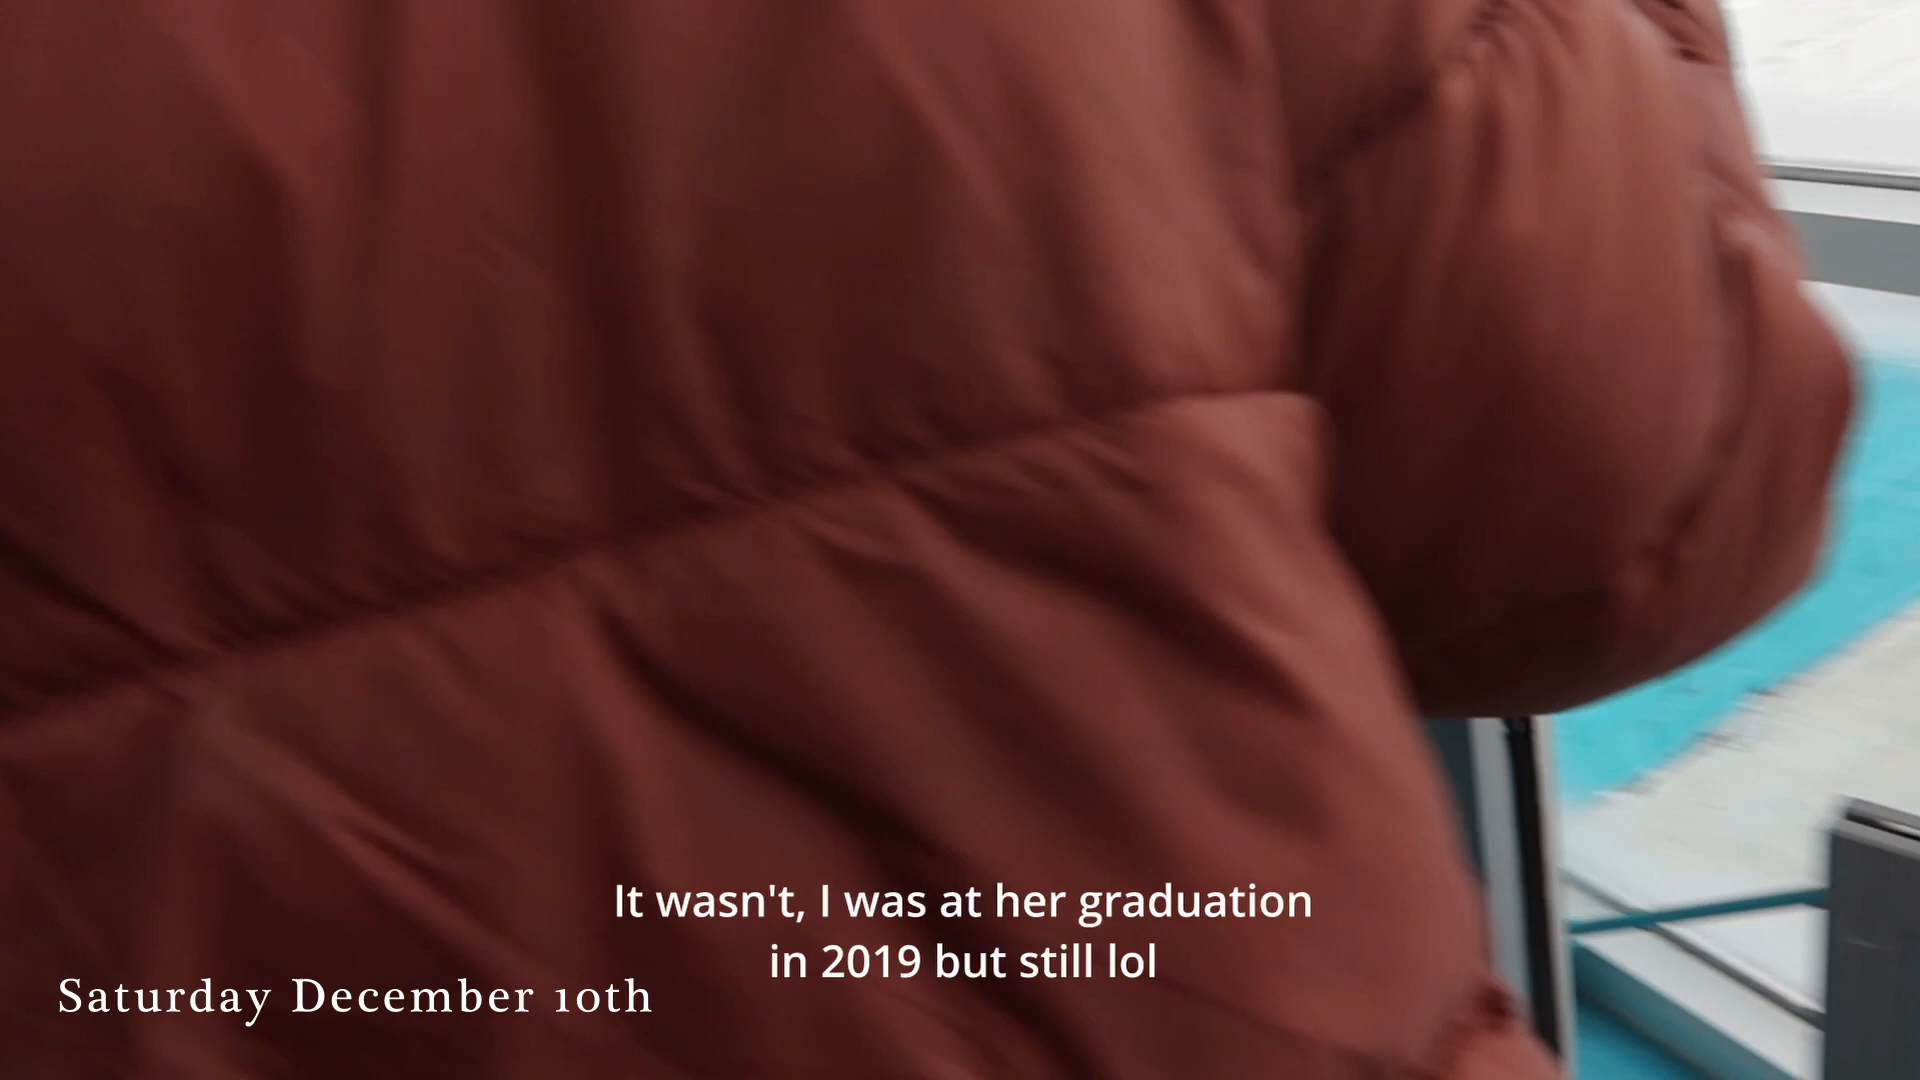 It wasn't, I was at her graduation
in 2019 but still lol
Saturday December 10th